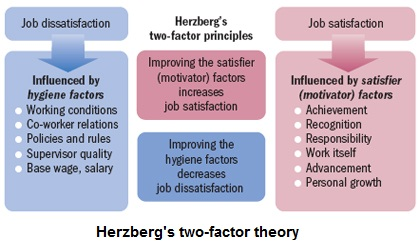 Job dissatisfaction
Influenced by
hygiene factors
Working conditions
Co-worker relations
Policies and rules
Supervisor quality
Base wage, salary
Herzberg's
two-factor principles
Improving the satisfier
(motivator) factors
increases
job satisfaction
Improving the
hygiene factors
decreases
job dissatisfaction
Job satisfaction
Influenced by satisfier
(motivator) factors
Achievement
Recognition
Responsibility
Work itself
Advancement
Personal growth
Herzberg's two-factor theory